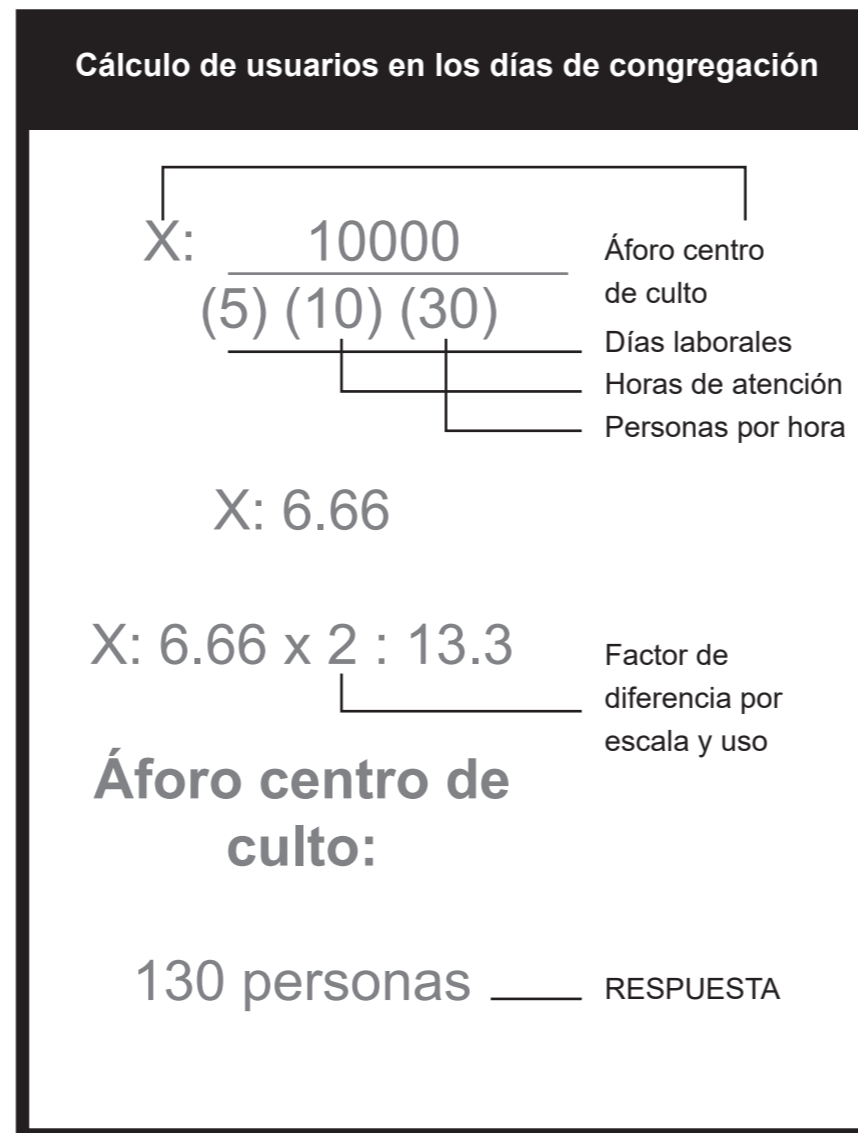 Cálculo de usuarios en los días de congregación
X: 10000
(5) (10) (30)
Áforo centro
de culto
Días laborales
Horas de atención
Personas por hora
X: 6.66
X: 6.66 x 2 : 13.3
Factor de
diferencia por
escala y uso
Áforo centro de
culto:
130 personas
RESPUESTA